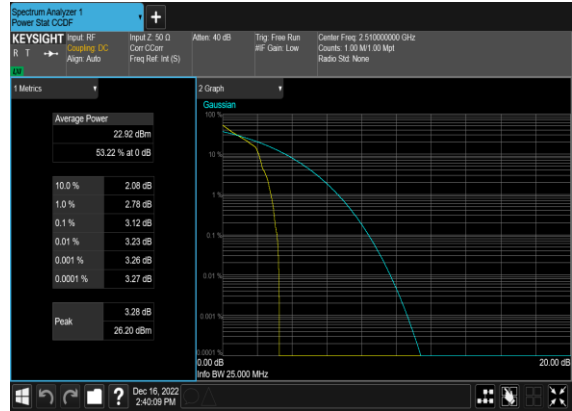 Spectrum Analyzer 1
Power Stat CCDF
KEYSIGHT
R T
Input: RF
Coupling: DC
Align: Auto
Input Z: 50 Ω
Corr CCorr
Freq Ref: Int (S)
Atten: 40 dB
Trig: Free Run
#IF Gain: Low
Center Freq: 2.510000000 GHz
Counts: 1.00 M/1.00 Mpt
Radio Std: None
1 Metrics
Average Power
22.92 dBm
53.22 % at 0 dB
10.0 % 2.08 dB
1.0 % 2.78 dB
0.1 % 3.12 dB
0.01 % 3.23 dB
0.001 % 3.26 dB
0.0001 % 3.27 dB
Peak
3.28 dB
26.20 dBm
2 Graph
Gaussian
100 %
10 %
1 %
0.1 %
0.01 %
0.001 %
0.0001 %
0.00 dB 20.00 dB
Info BW 25.000 MHz
?
Dec 16, 2022
2:40:09 PM